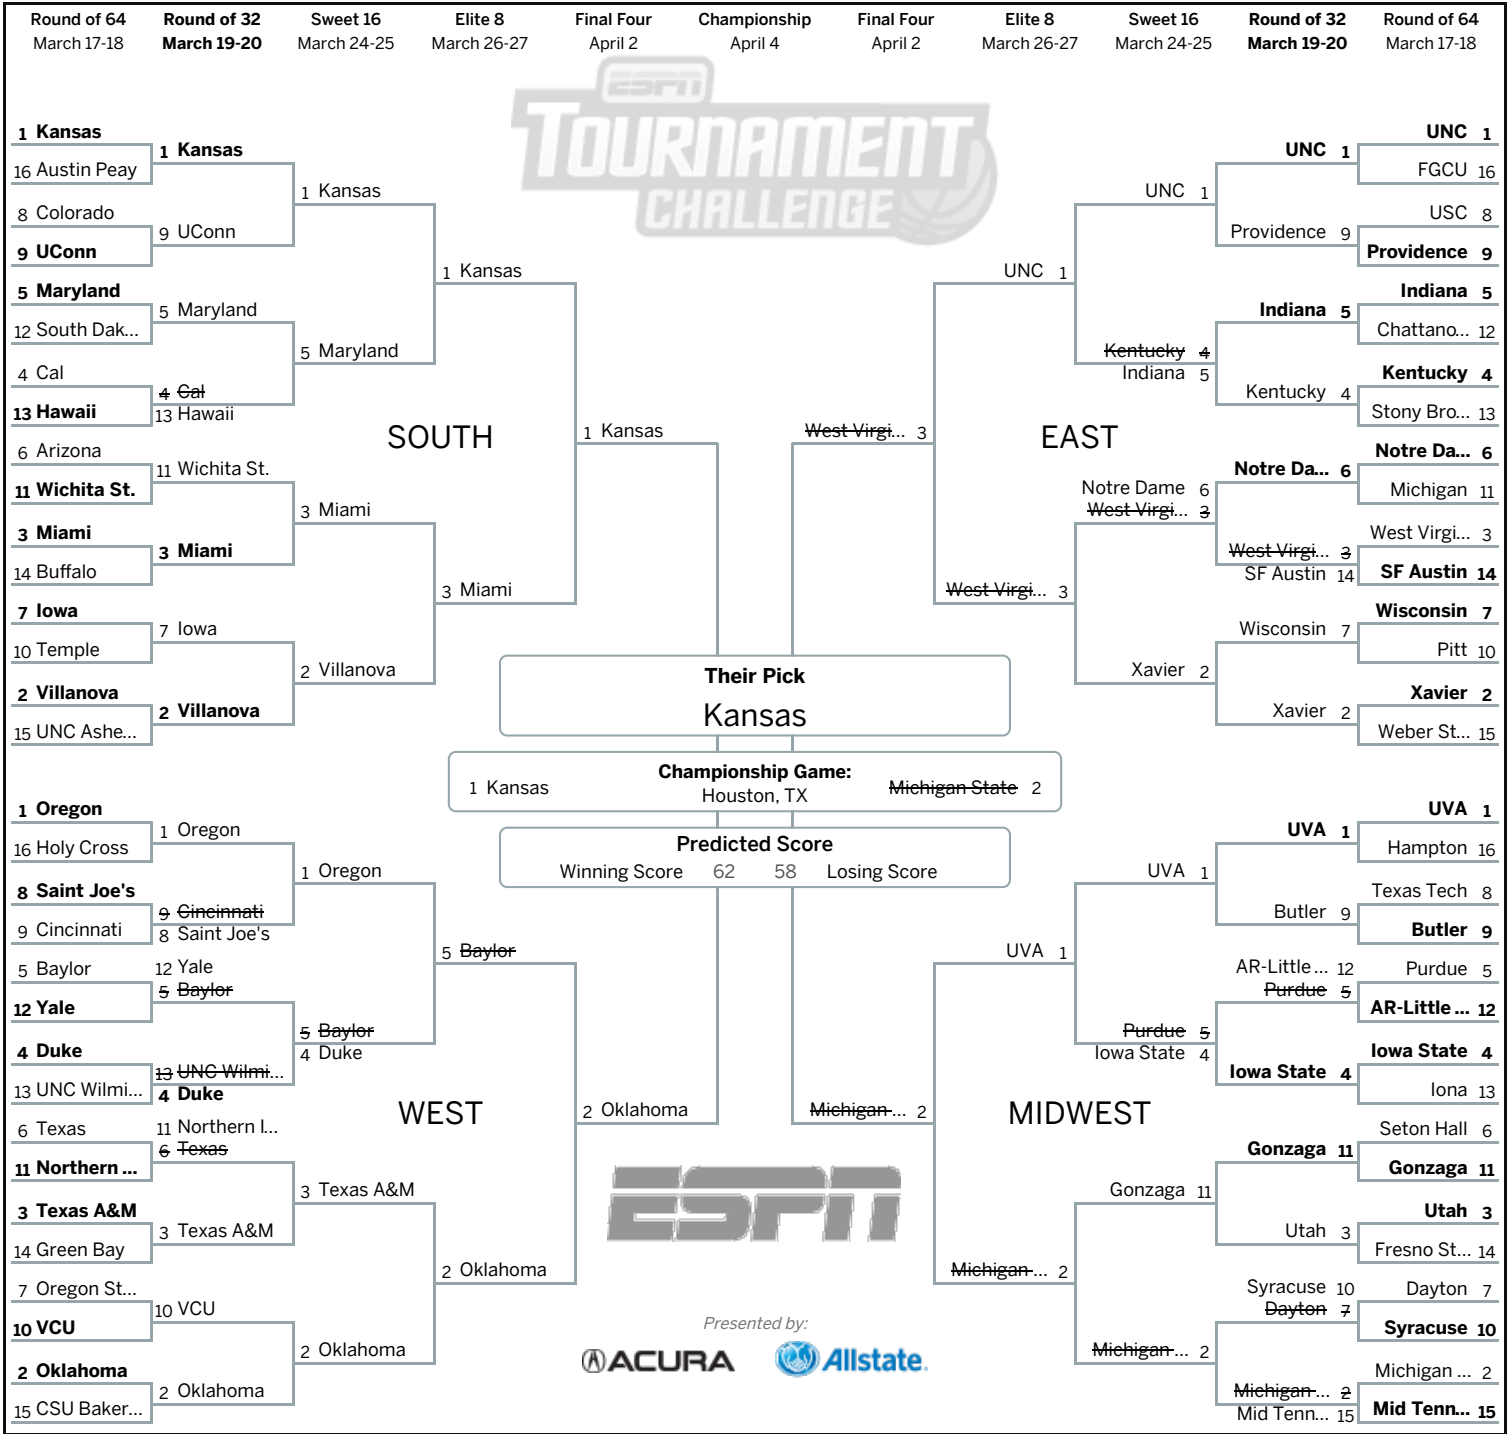 Round of 64 Round of 32 Sweet 16 Elite 8 Final Four Championship Final Four Elite 8 Sweet 16 Round of 32 Round of 64
March 17-18 March 19-20 March 24-25 March 26-27 April 2 April 4 April 2 March 26-27 March 24-25 March 19-20 March 17-18
ESPN
TOURNAMENT
CHALLENGE
1 Kansas
16 Austin Peay
8 Colorado
9 UConn
5 Maryland
12 South Dak...
4 Cal
13 Hawaii
6 Arizona
11 Wichita St.
3 Miami
14 Buffalo
7 Iowa
10 Temple
2 Villanova
15 UNC Ashe...
1 Kansas
9 UConn
5 Maryland
4 Cal
13 Hawaii
11 Wichita St.
3 Miami
7 Iowa
2 Villanova
1 Kansas
5 Maryland
3 Miami
2 Villanova
1 Kansas
3 Miami
1 Kansas
SOUTH
1 Oregon
16 Holy Cross
8 Saint Joe's
9 Cincinnati
5 Baylor
12 Yale
4 Duke
13 UNC Wilmi...
6 Texas
11 Northern ...
3 Texas A&M
14 Green Bay
7 Oregon St...
10 VCU
2 Oklahoma
15 CSU Baker...
1 Oregon
9 Cincinnati
8 Saint Joe's
12 Yale
5 Baylor
13 UNC Wilmi...
4 Duke
11 Northern I...
6 Texas
3 Texas A&M
10 VCU
2 Oklahoma
1 Oregon
5 Baylor
4 Duke
3 Texas A&M
2 Oklahoma
5 Baylor
2 Oklahoma
2 Oklahoma
WEST
Their Pick
Kansas
Championship Game:
1 Kansas Houston, TX Michigan State 2
Predicted Score
Winning Score 62 58 Losing Score
West Virgi... 3
EAST
UNC 1
West Virgi... 3
UNC 1
Kentucky 4
Indiana 5
Notre Dame 6
West Virgi... 3
Xavier 2
UNC 1
Providence 9
Indiana 5
Kentucky 4
Notre Da... 6
West Virgi... 3
SF Austin 14
Wisconsin 7
Xavier 2
UNC 1
FGCU 16
USC 8
Providence 9
Indiana 5
Chattano... 12
Kentucky 4
Stony Bro... 13
Notre Da... 6
Michigan 11
West Virgi... 3
SF Austin 14
Wisconsin 7
Pitt 10
Xavier 2
Weber St... 15
Michigan ... 2
MIDWEST
UVA 1
Michigan ... 2
UVA 1
Purdue 5
Iowa State 4
Gonzaga 11
Michigan ... 2
UVA 1
Butler 9
AR-Little ... 12
Purdue 5
Iowa State 4
Gonzaga 11
Utah 3
Syracuse 10
Dayton 7
Michigan ... 2
Mid Tenn... 15
UVA 1
Hampton 16
Texas Tech 8
Butler 9
Purdue 5
AR-Little ... 12
Iowa State 4
Iona 13
Seton Hall 6
Gonzaga 11
Utah 3
Fresno St... 14
Dayton 7
Syracuse 10
Michigan ... 2
Mid Tenn... 15
ESPN
Presented by:
ACURA Allstate.